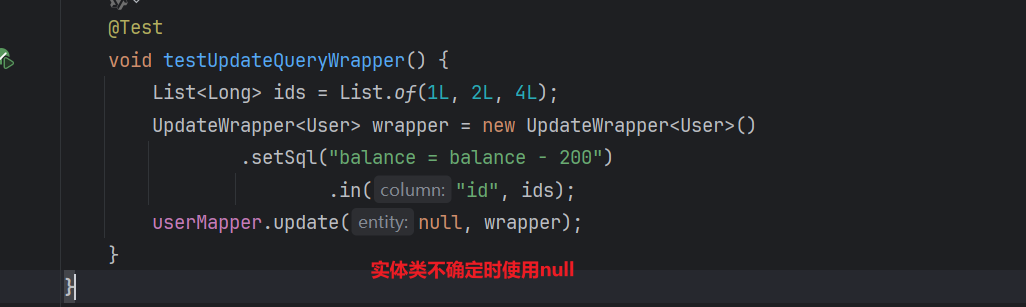 @Test
void testUpdateQueryWrapper() {
List<Long> ids = List.of(1L, 2L, 4L);
UpdateWrapper<User> wrapper = new UpdateWrapper<User>()
.setSql("balance = balance - 200")
.in( column: "id", ids);
userMapper.update( entity: null, wrapper);
}
实体类不确定时使用null
}